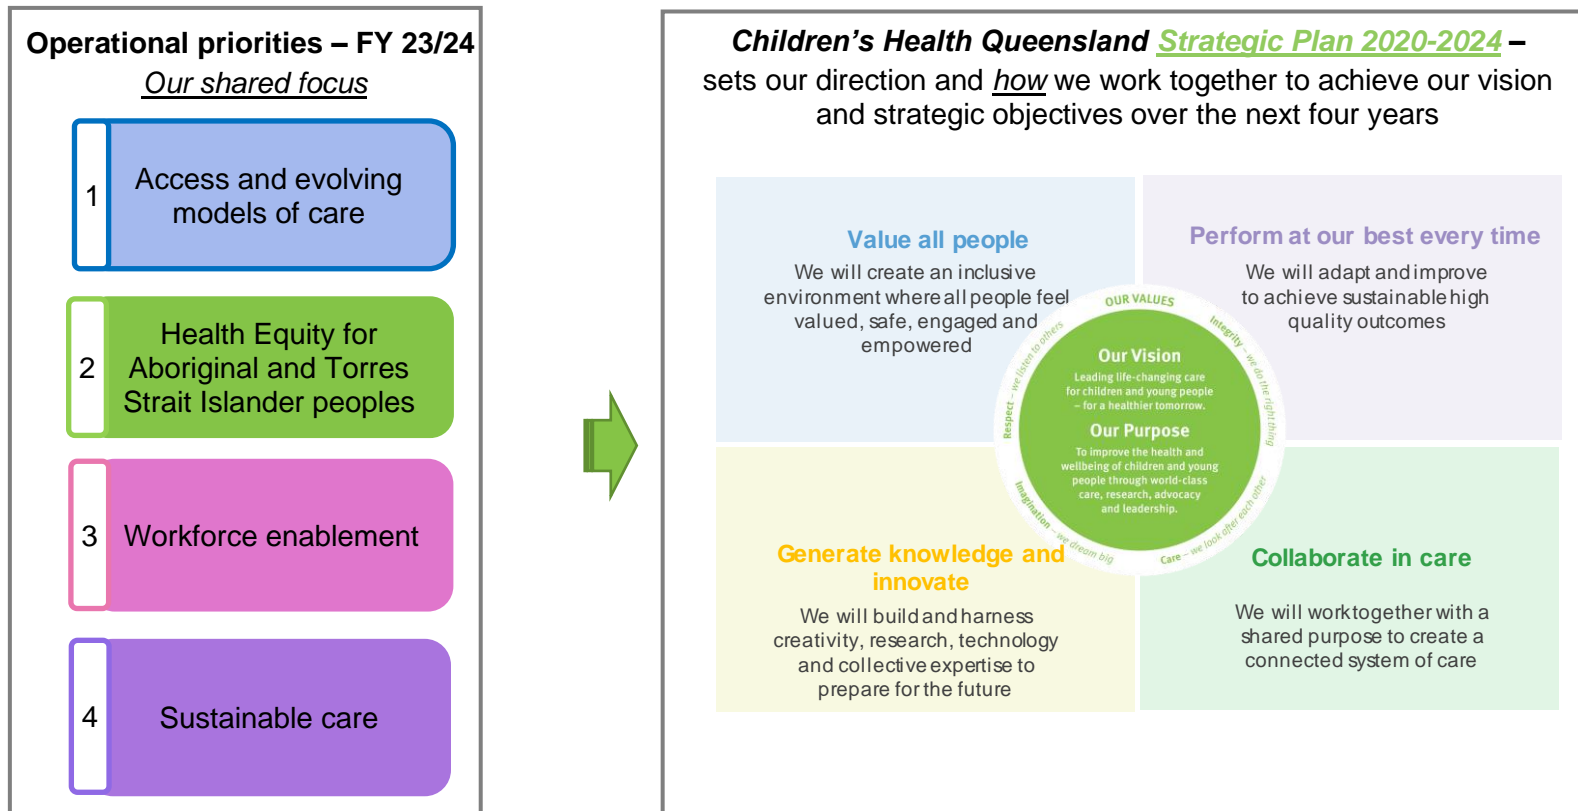 Operational priorities – FY 23/24
Our shared focus
1
Access and evolving
models of care
2
Health Equity for
Aboriginal and Torres
Strait Islander peoples
3
Workforce enablement
4
Sustainable care
Children’s Health Queensland Strategic Plan 2020-2024 –
sets our direction and how we work together to achieve our vision
and strategic objectives over the next four years
Value all people
We will create an inclusive
environment where all people feel
valued, safe, engaged and
empowered
Perform at our best every time
We will adapt and improve
to achieve sustainable high
quality outcomes
OUR VALUES
Respect – we listen to others
Integrity – we do the right thing
Imagination – we dream big
Care – we look after each other
Our Vision
Leading life-changing care
for children and young people
– for a healthier tomorrow.
Our Purpose
To improve the health and
wellbeing of children and young
people through world-class
care, research, advocacy
and leadership.
Generate knowledge and
innovate
We will build and harness
creativity, research, technology
and collective expertise to
prepare for the future
Collaborate in care
We will work together with a
shared purpose to create a
connected system of care